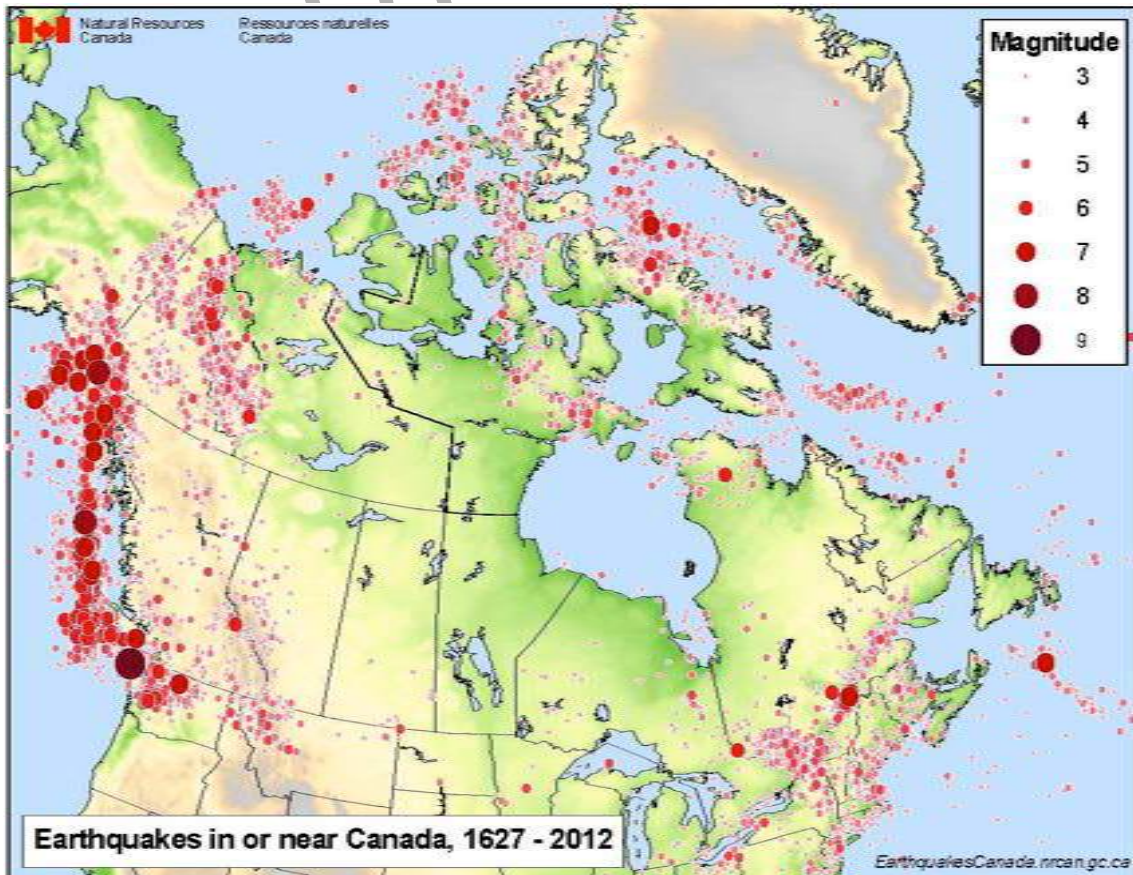 Natural Resources Canada
Ressources naturelles Canada
Magnitude
3
4
5
6
7
8
9
Earthquakes in or near Canada, 1627 - 2012
EarthquakesCanada.nrcan.gc.ca